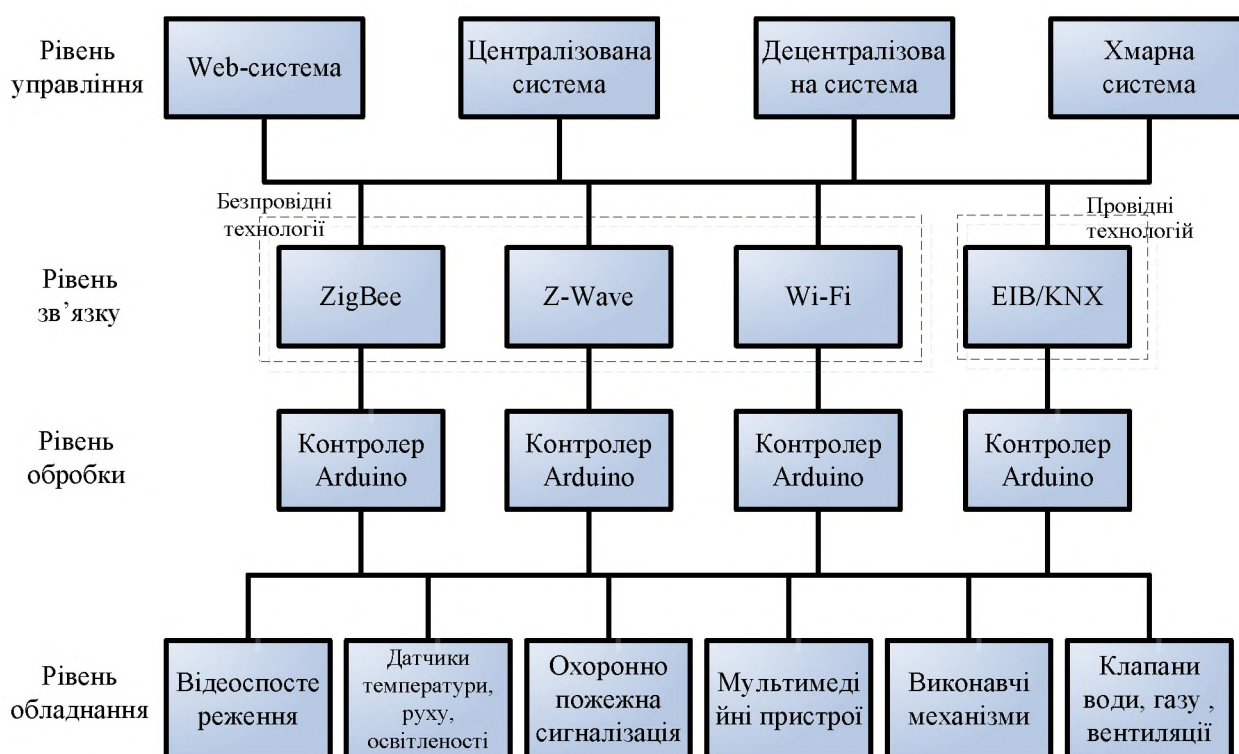 Рівень
управління
Web-система
Централізована
система
Децентралізова
на система
Хмарна
система
Безпровідні
технології
Провідні
технологій
Рівень
зв’язку
ZigBee
Z-Wave
Wi-Fi
EIB/KNX
Рівень
обробки
Контролер
Arduino
Контролер
Arduino
Контролер
Arduino
Контролер
Arduino
Рівень
обладнання
Відеоспосте
реження
Датчики
температури,
руху,
освітленості
Охоронно
пожежна
сигналізація
Мультимеді
йні пристрої
Виконавчі
механізми
Клапани
води, газу ,
вентиляції